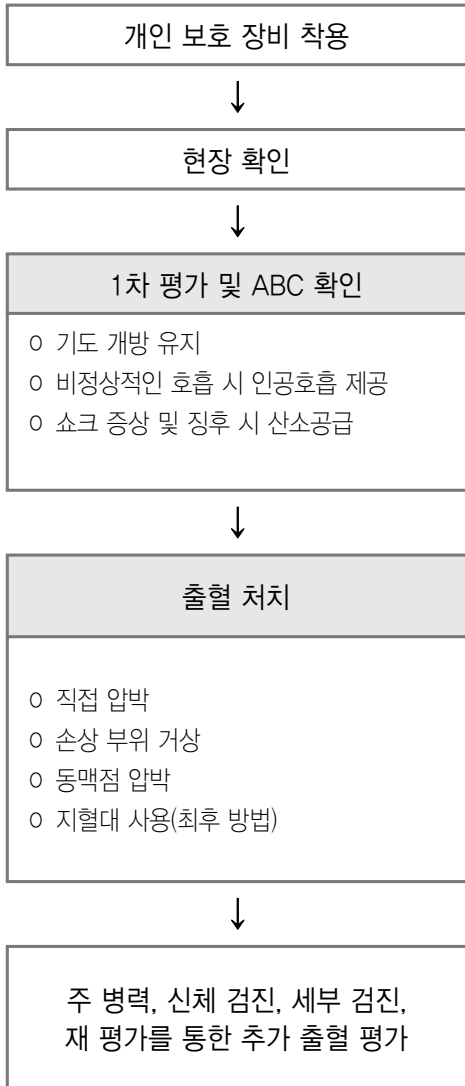 개인 보호 장비 착용
↓
현장 확인
↓
1차 평가 및 ABC 확인
o 기도 개방 유지
o 비정상적인 호흡 시 인공호흡 제공
o 쇼크 증상 및 징후 시 산소공급
↓
출혈 처치
o 직접 압박
o 손상 부위 거상
o 동맥점 압박
o 지혈대 사용(최후 방법)
↓
주 병력, 신체 검진, 세부 검진,
재 평가를 통한 추가 출혈 평가